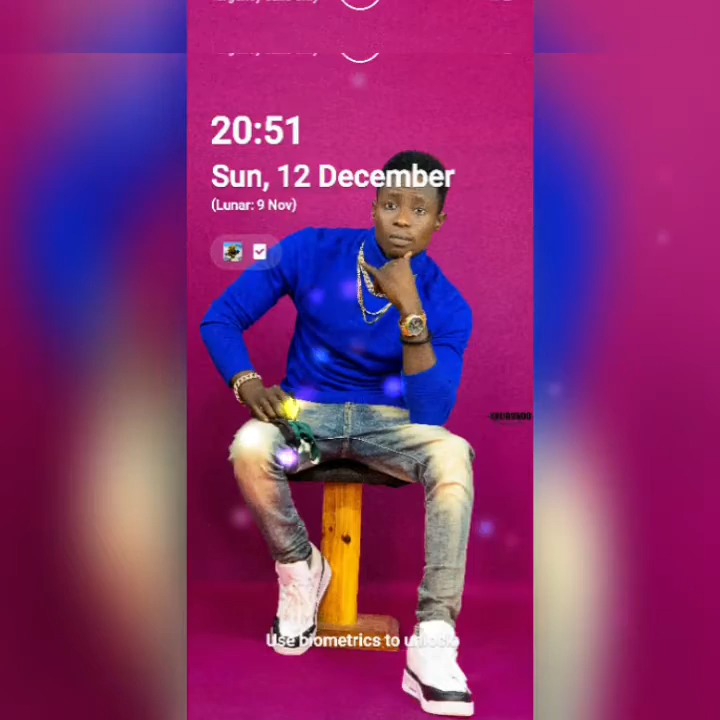 20:51
Sun, 12 December
(Lunar: 9 Nov)
Use biometrics to unlock